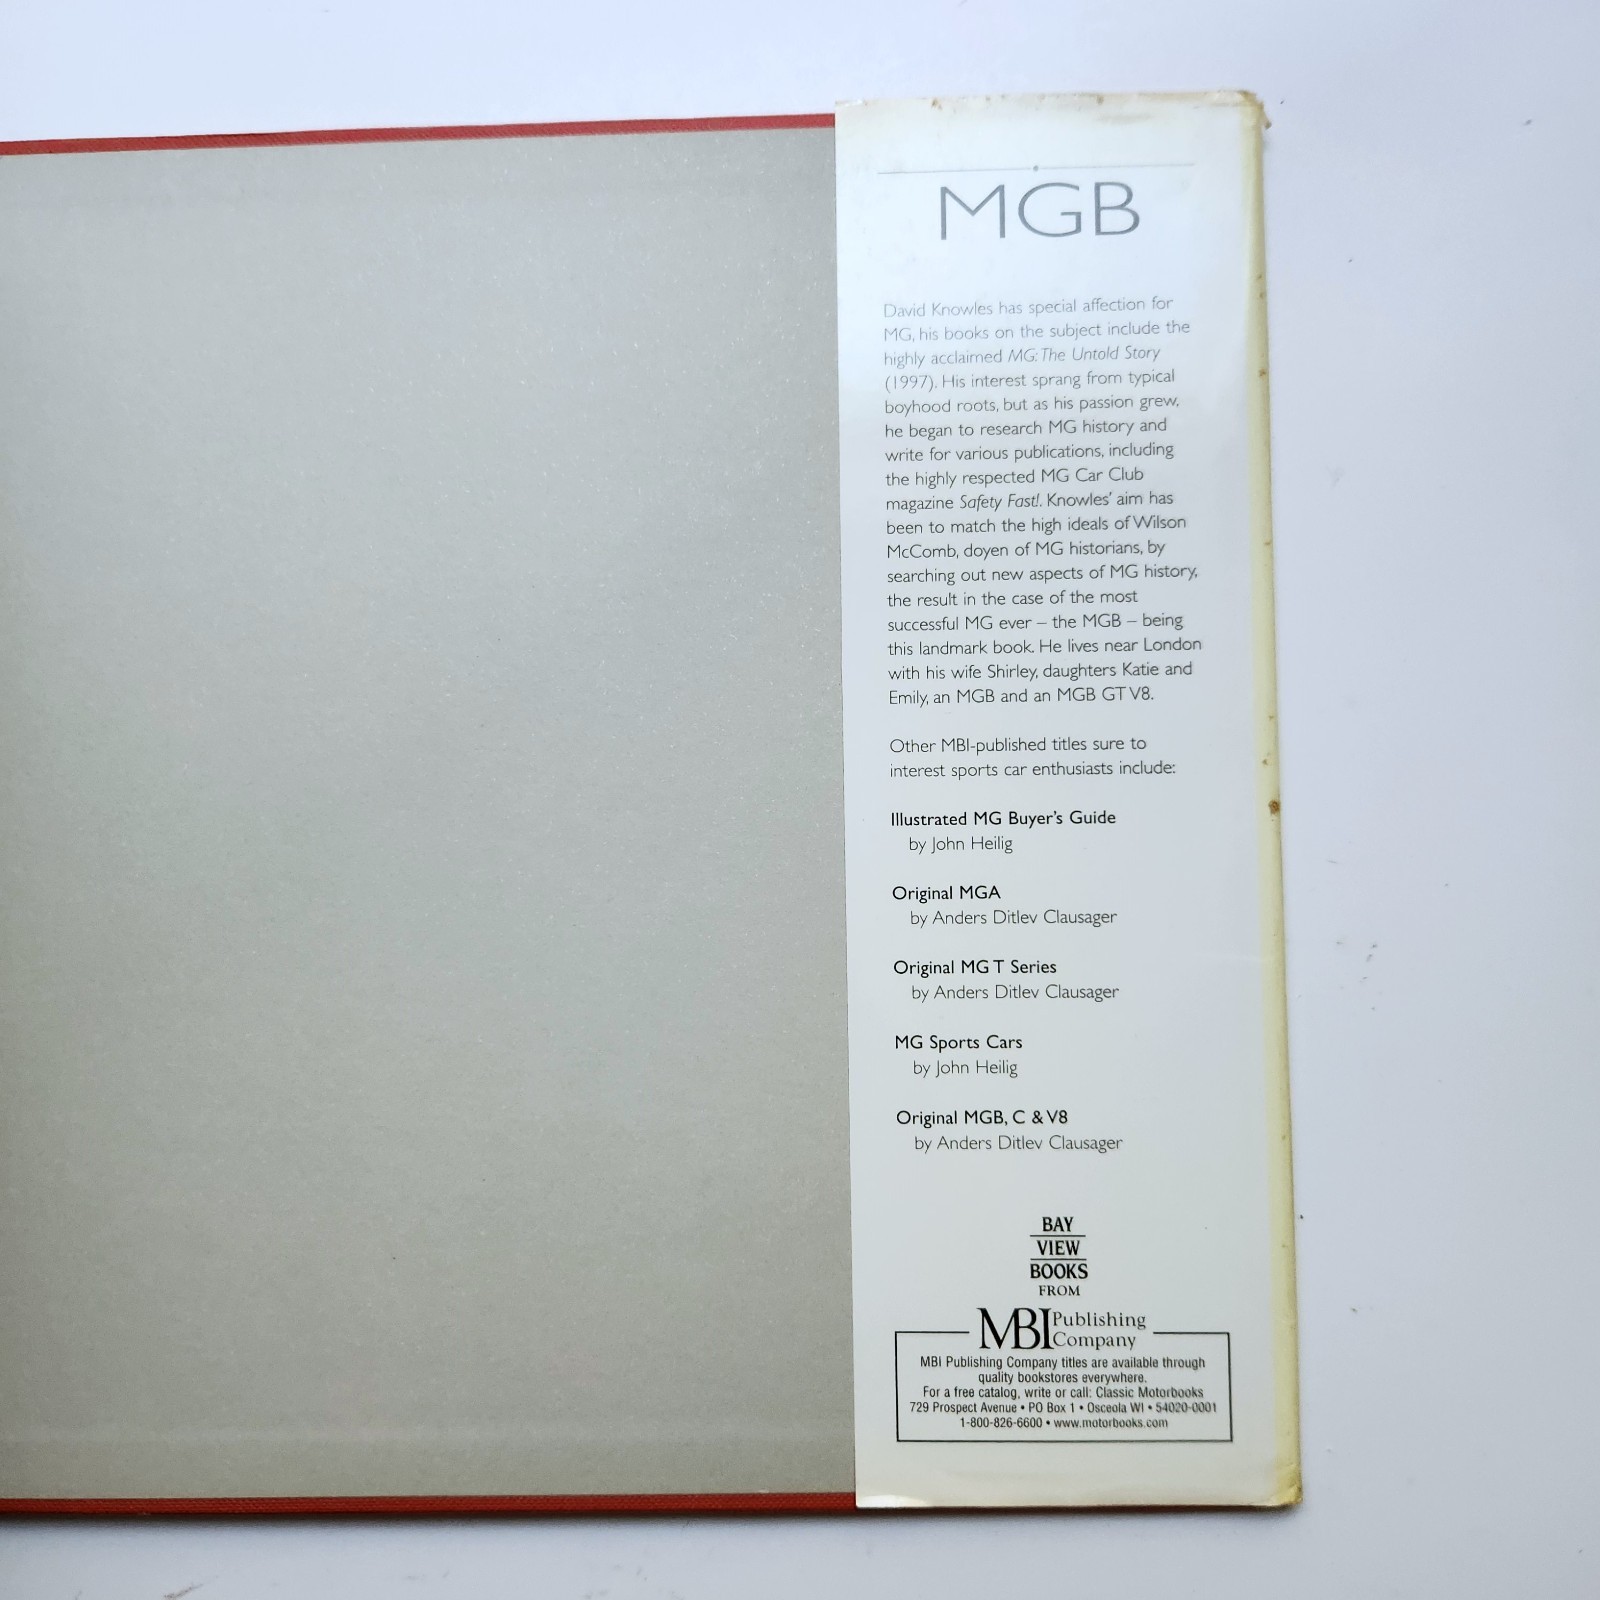 MGB
David Knowles has special affection for
MG, his books on the subject include the
highly acclaimed MG: The Untold Story
(1997). His interest sprang from typical
boyhood roots, but as his passion grew,
he began to research MG history and
write for various publications, including
the highly respected MG Car Club
magazine Safety Fast!. Knowles' aim has
been to match the high ideals of Wilson
McComb, doyen of MG historians, by
searching out new aspects of MG history,
the result in the case of the most
successful MG ever – the MGB – being
this landmark book. He lives near London
with his wife Shirley, daughters Katie and
Emily, an MGB and an MGB GT V8.
Other MBI-published titles sure to
interest sports car enthusiasts include:
Illustrated MG Buyer's Guide
by John Heilig
Original MGA
by Anders Ditlev Clausager
Original MG T Series
by Anders Ditlev Clausager
MG Sports Cars
by John Heilig
Original MGB, C & V8
by Anders Ditlev Clausager
BAY
VIEW
BOOKS
FROM
MBI Publishing
Company
MBI Publishing Company titles are available through
quality bookstores everywhere.
For a free catalog, write or call: Classic Motorbooks
729 Prospect Avenue • PO Box 1 • Osceola WI • 54020-0001
1-800-826-6600 • www.motorbooks.com